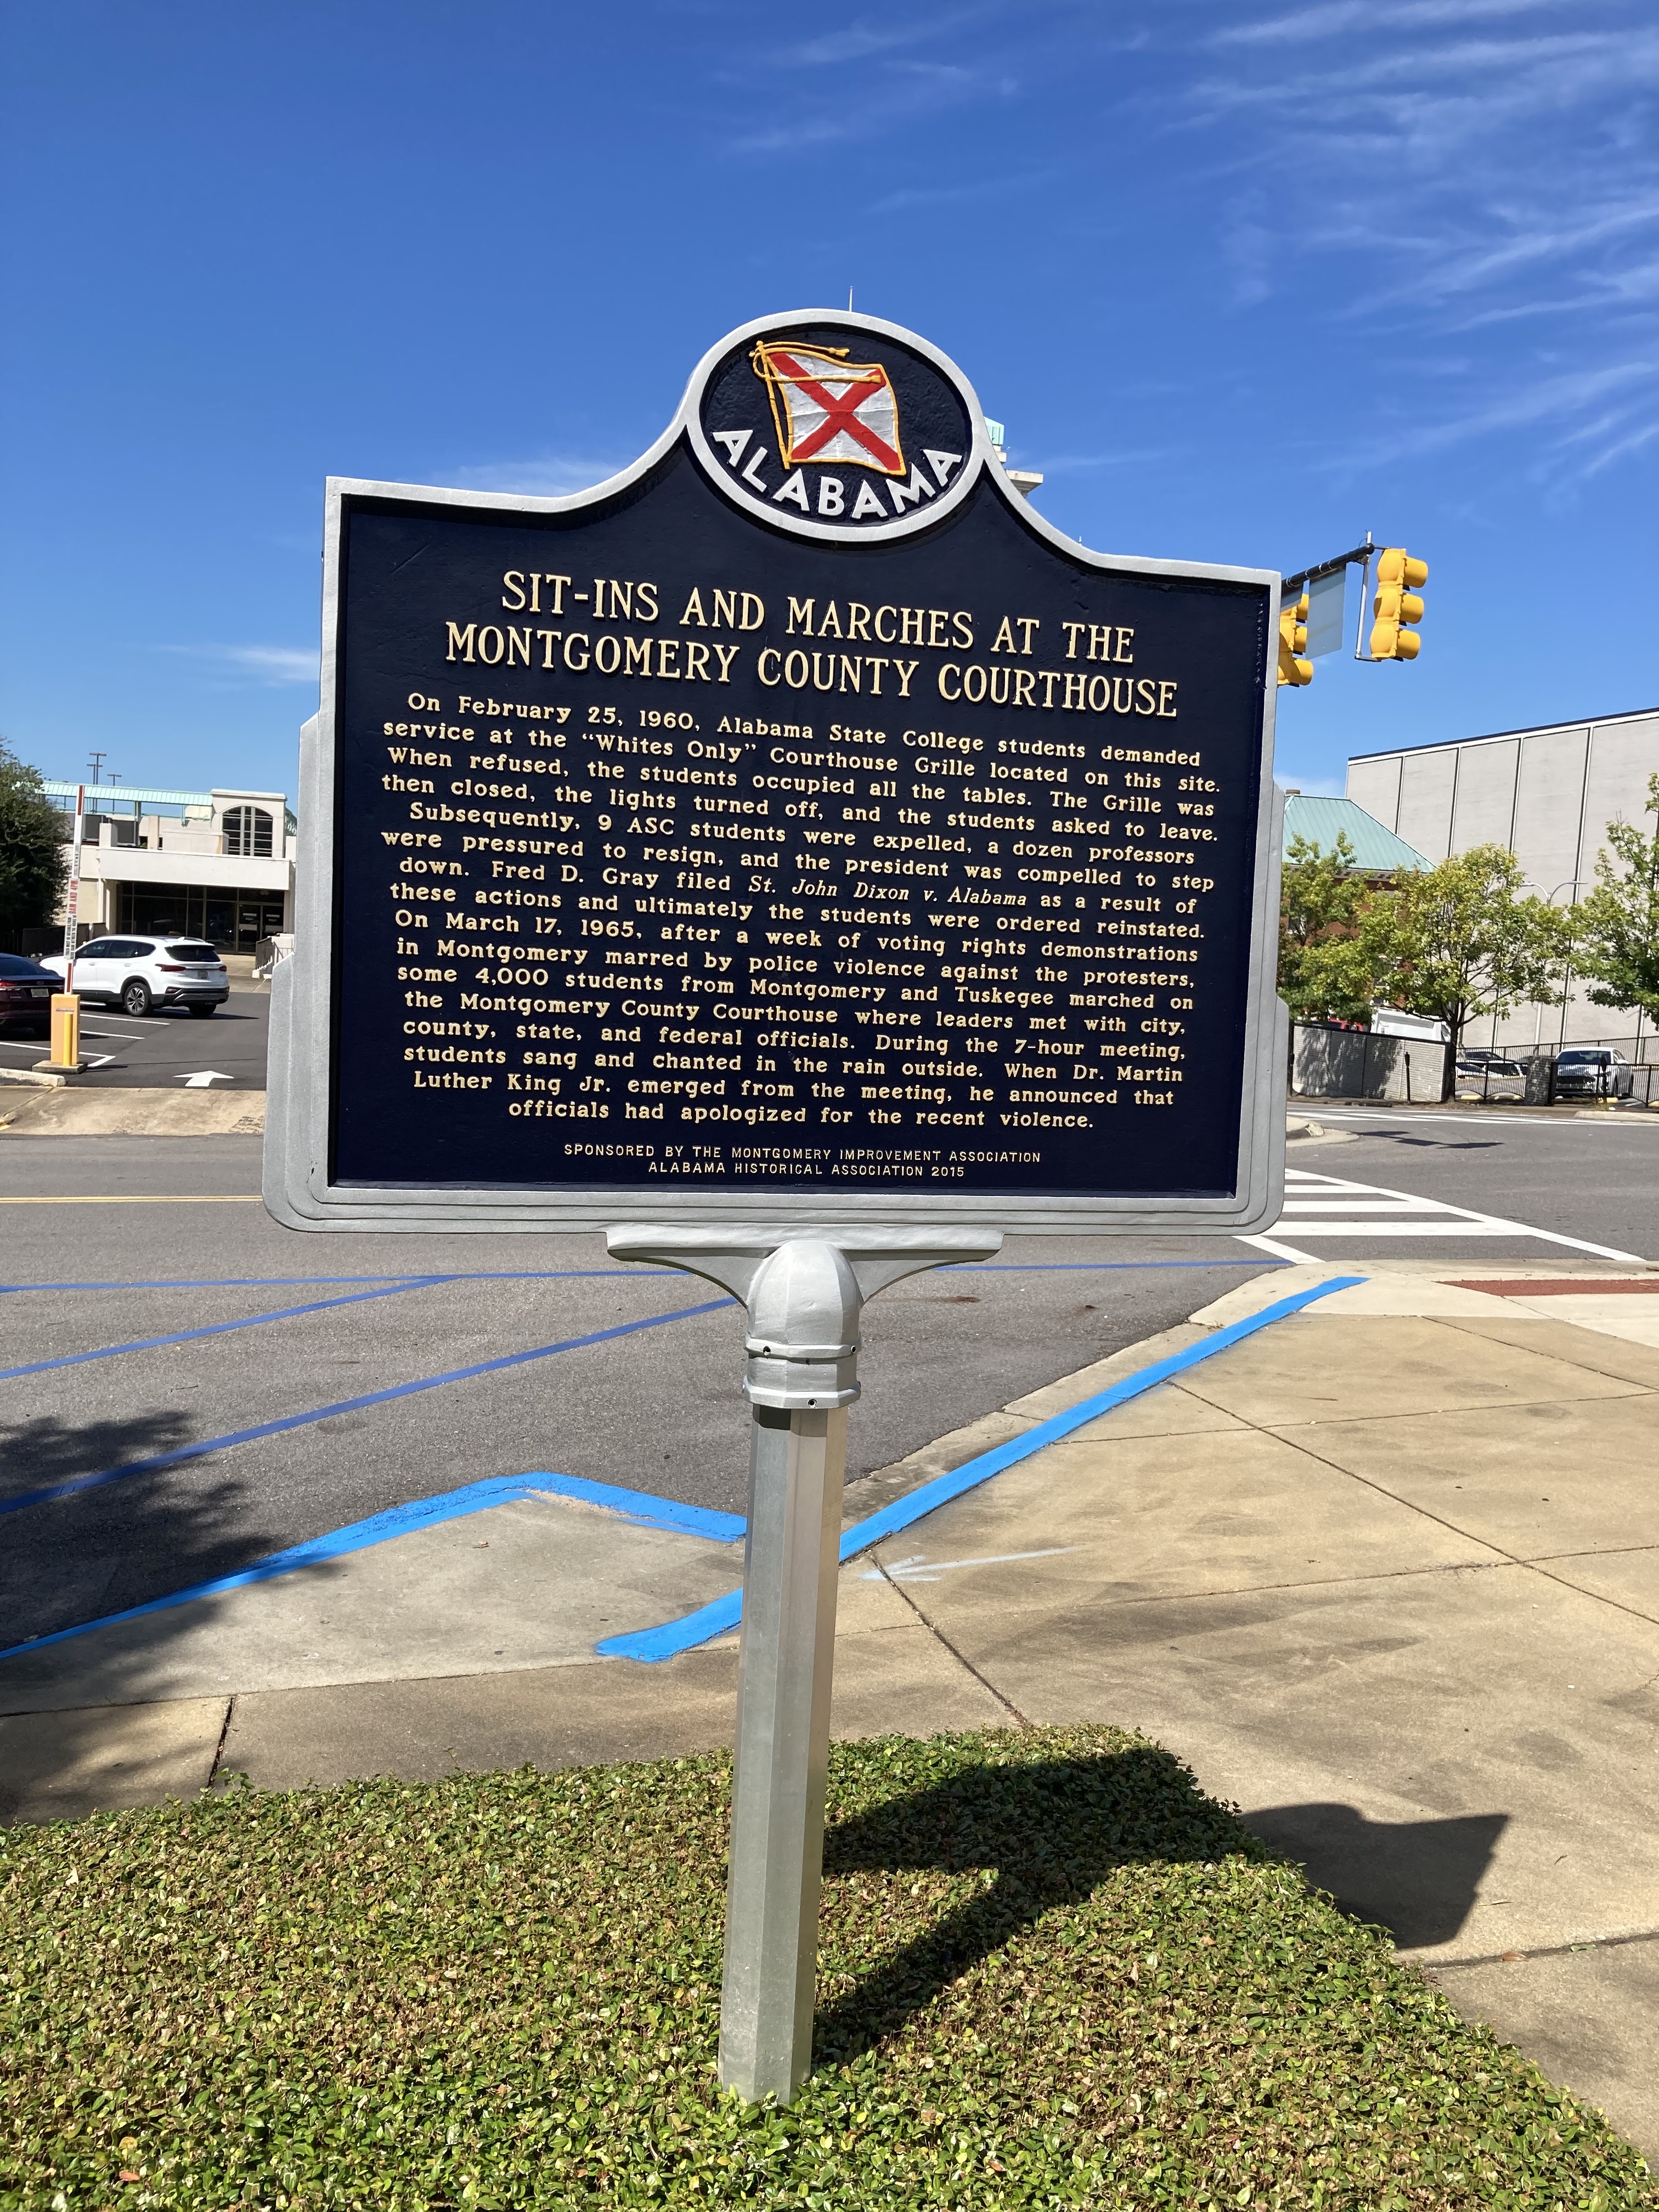 ALABAMA
SIT-INS AND MARCHES AT THE
MONTGOMERY COUNTY COURTHOUSE
On February 25, 1960, Alabama State College students demanded
service at the “Whites Only” Courthouse Grille located on this site.
When refused, the students occupied all the tables. The Grille was
then closed, the lights turned off, and the students asked to leave.
Subsequently, 9 ASC students were expelled, a dozen professors
were pressured to resign, and the president was compelled to step
down. Fred D. Gray filed St. John Dixon v. Alabama as a result of
these actions and ultimately the students were ordered reinstated.
On March 17, 1965, after a week of voting rights demonstrations
in Montgomery marred by police violence against the protesters,
some 4,000 students from Montgomery and Tuskegee marched on
the Montgomery County Courthouse where leaders met with city,
county, state, and federal officials. During the 7-hour meeting,
students sang and chanted in the rain outside. When Dr. Martin
Luther King Jr. emerged from the meeting, he announced that
officials had apologized for the recent violence.
SPONSORED BY THE MONTGOMERY IMPROVEMENT ASSOCIATION
ALABAMA HISTORICAL ASSOCIATION 2015